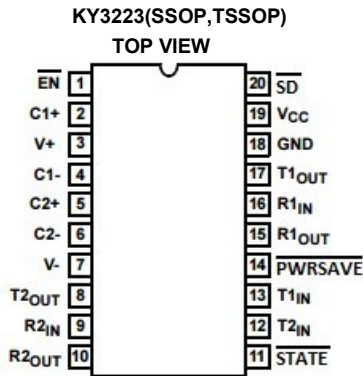 KY3223(SSOP,TSSOP)
TOP VIEW
EN 1
C1+ 2
V+ 3
C1- 4
C2+ 5
C2- 6
V- 7
T2OUT 8
R2IN 9
R2OUT 10
20 SD
19 VCC
18 GND
17 T1OUT
16 R1IN
15 R1OUT
14 PWRSAVE
13 T1IN
12 T2IN
11 STATE